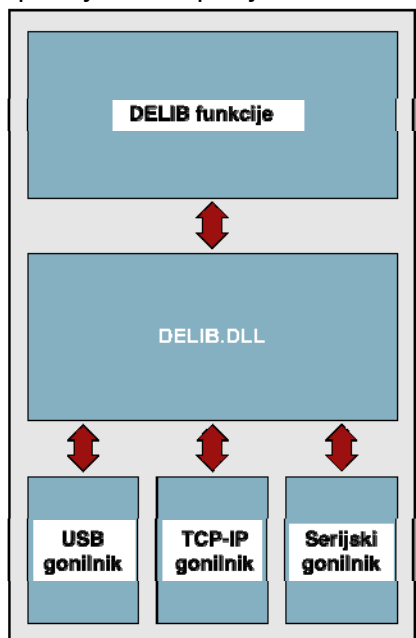 DELIB funkcije
DELIB.DLL
USB
gonilnik
TCP-IP
gonilnik
Serijski
gonilnik